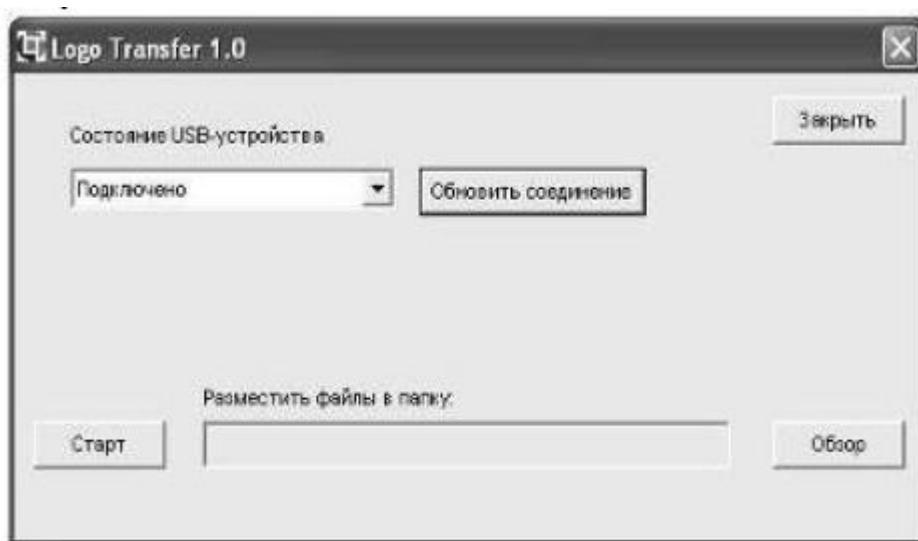 Logo Transfer 1.0
Закрыть
Состояние USB-устройства
Подключено
Обновить соединение
Разместить файлы в папку:
Старт
Обзор